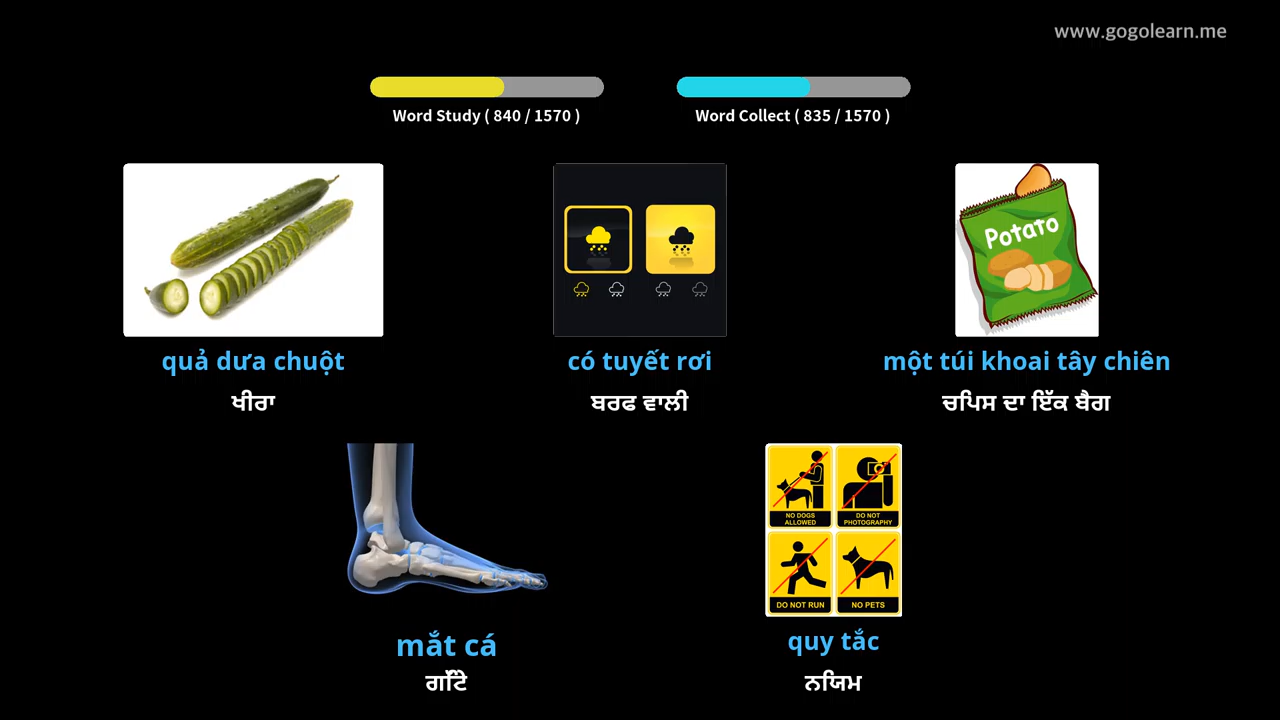 www.gogolearn.me
Word Study ( 840 / 1570 )
Word Collect ( 835 / 1570 )
Potato
quả dưa chuột
có tuyết rơi
một túi khoai tây chiên
ਖੀਰਾ
ਬਰਫ ਵਾਲੀ
ਚਿਪਸ ਦਾ ਇੱਕ ਬੈਗ
NO DOGS
ALLOWED
DO NOT
PHOTOGRAPHY
DO NOT RUN
NO PETS
mắt cá
quy tắc
ਗਿੱਟੇ
ਨਿਯਮ